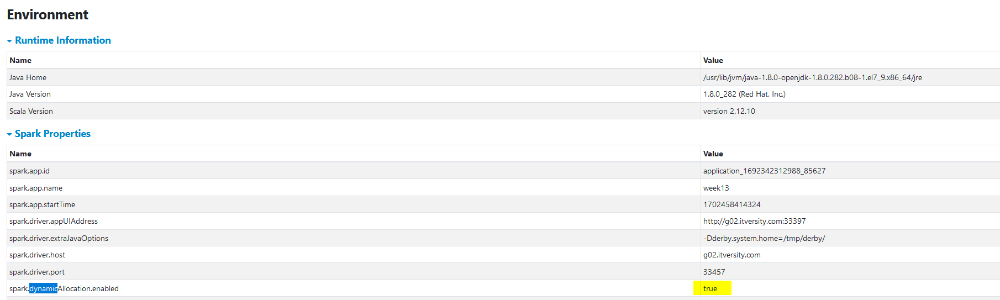 Environment
Runtime Information
Name Value
Java Home /usr/lib/jvm/java-1.8.0-openjdk-1.8.0.282.b08-1.el7_9.x86_64/jre
Java Version 1.8.0_282 (Red Hat, Inc.)
Scala Version version 2.12.10
Spark Properties
Name Value
spark.app.id application_1692342312988_85627
spark.app.name week13
spark.app.startTime 1702458414324
spark.driver.appUIAddress http://g02.itversity.com:33397
spark.driver.extraJavaOptions -Dderby.system.home=/tmp/derby/
spark.driver.host g02.itversity.com
spark.driver.port 33457
spark.dynamicAllocation.enabled true